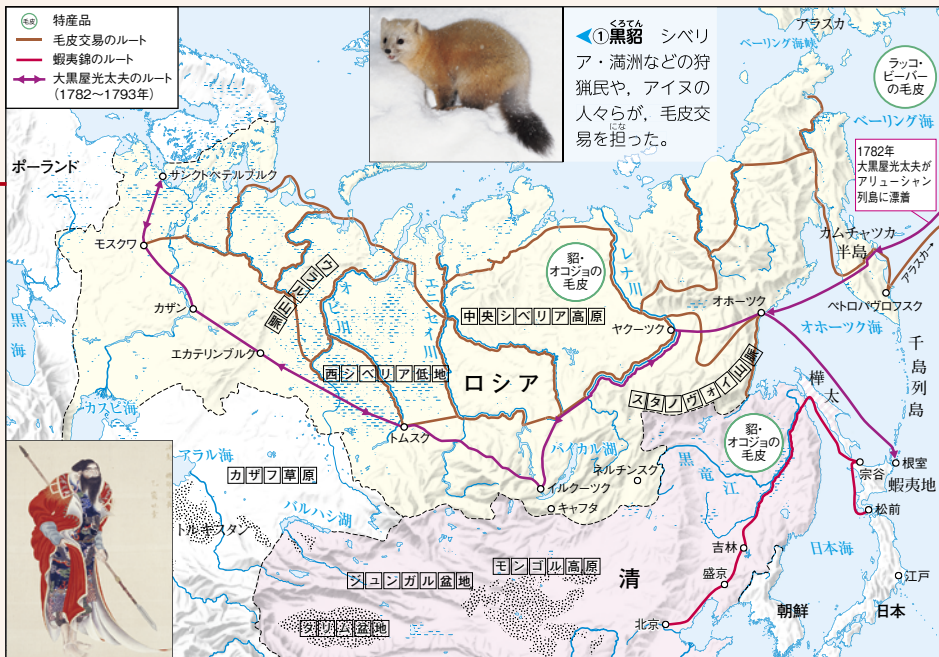 毛皮 特産品
毛皮交易のルート
蝦夷錦のルート
大黒屋光太夫のルート
(1782〜1793年)
くろてん
①黒貂 シベリ
ア・満洲などの狩
猟民や,アイヌの
人々らが,毛皮交
にな
易を担った。
アラスカ
ベーリング海峡
ラッコ・
ビーバー
の毛皮
ベーリング海
1782年
大黒屋光太夫が
アリューシャン
列島に漂着
カムチャツカ
半島
アラスカへ
ペトロパヴロフスク
オホーツク海
千島列島
ポーランド
サンクトペテルブルク
モスクワ
カザン
エカテリンブルク
ウラル山脈
オビ川
エニセイ川
レナ川
貂・
オコジョの
毛皮
中央シベリア高原
ヤクーツク
オホーツク
西シベリア低地
ロシア
スタノヴォイ山脈
樺太
黒海
カスピ海
トムスク
バイカル湖
ネルチンスク
イルクーツク
キャフタ
貂・
オコジョの
毛皮
黒竜江
宗谷
根室
蝦夷地
松前
アラル海
カザフ草原
トルキスタン
バルハシ湖
ジュンガル盆地
モンゴル高原
タリム盆地
清
吉林
盛京
北京
日本海
朝鮮
日本
江戸